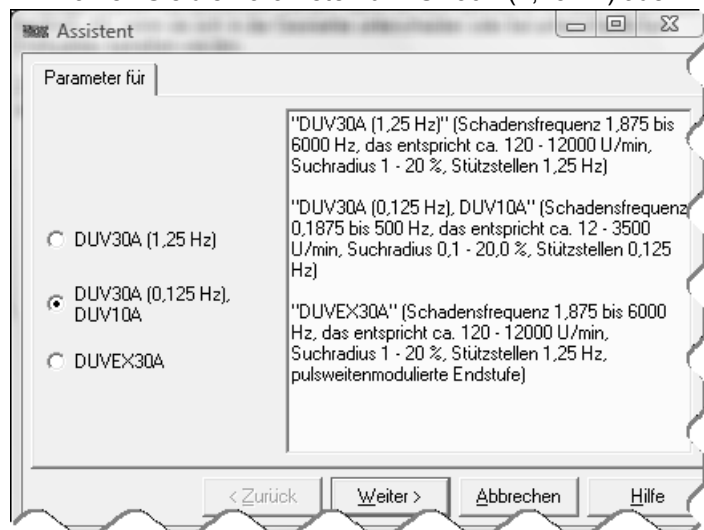 Assistent
Parameter für
"DUV30A (1,25 Hz)" (Schadensfrequenz 1,875 bis
6000 Hz, das entspricht ca. 120 - 12000 U/min,
Suchradius 1 - 20 %, Stützstellen 1,25 Hz)
"DUV30A (0,125 Hz), DUV10A" (Schadensfrequenz
0,1875 bis 500 Hz, das entspricht ca. 12 - 3500
U/min, Suchradius 0,1 - 20,0 %, Stützstellen 0,125
Hz)
"DUVEX30A" (Schadensfrequenz 1,875 bis 6000
Hz, das entspricht ca. 120 - 12000 U/min,
Suchradius 1 - 20 %, Stützstellen 1,25 Hz,
pulsweitenmodulierte Endstufe)
DUV30A (1,25 Hz)
DUV30A (0,125 Hz),
DUV10A
DUVEX30A
< Zurück
Weiter >
Abbrechen
Hilfe